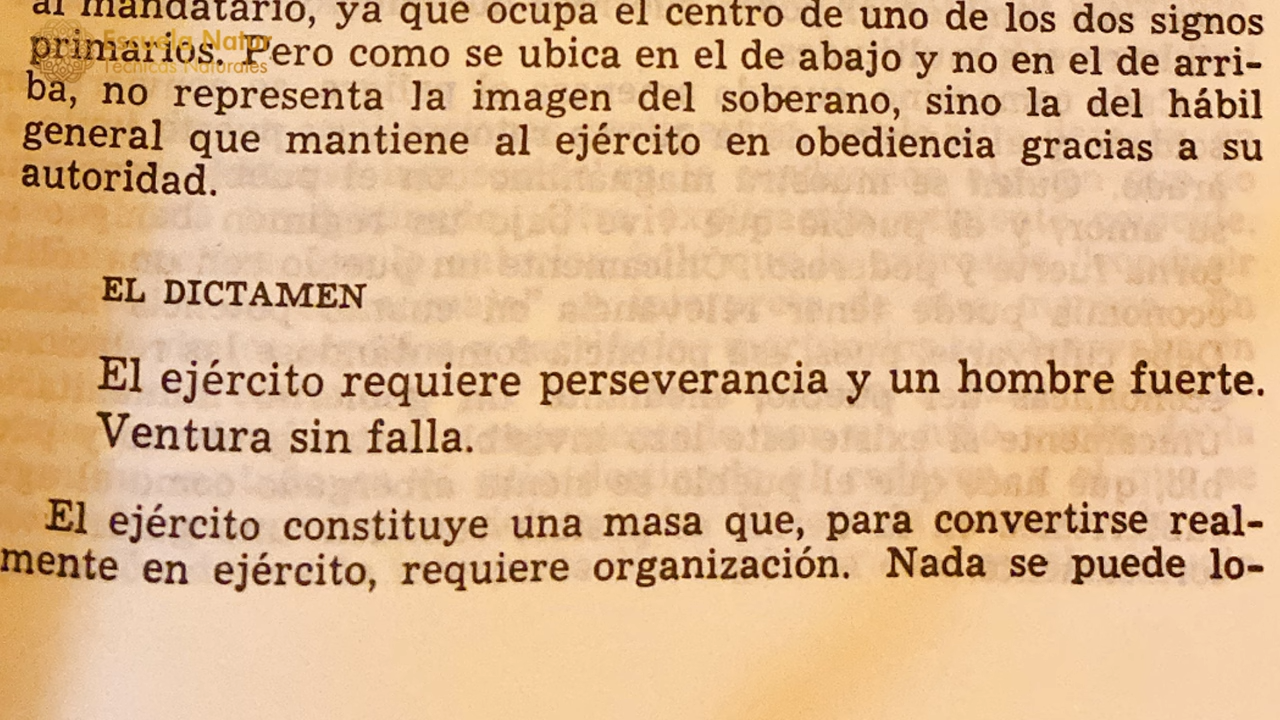 al mandatario, ya que ocupa el centro de uno de los dos signos
primarios. Pero como se ubica en el de abajo y no en el de arri-
ba, no representa la imagen del soberano, sino la del hábil
general que mantiene al ejército en obediencia gracias a su
autoridad.
EL DICTAMEN
El ejército requiere perseverancia y un hombre fuerte.
Ventura sin falla.
El ejército constituye una masa que, para convertirse real-
mente en ejército, requiere organización. Nada se puede lo-
Escuela Natur
Técnicas Naturales